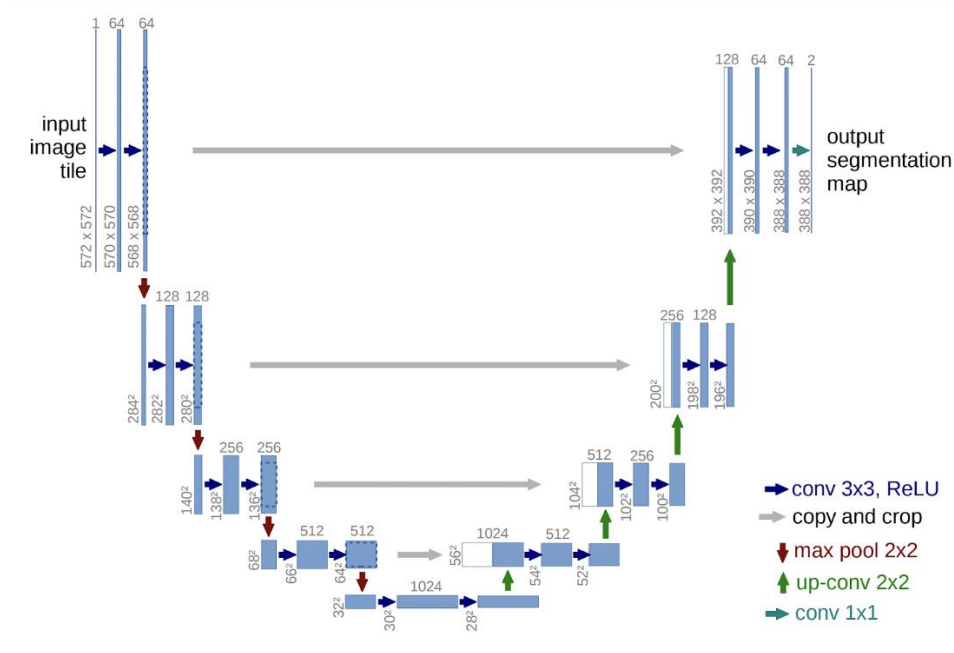 1 64 64
128 64 64 2
input
image
tile
output
segmentation
map
572 x 572
570 x 570
568 x 568
392 x 392
390 x 390
388 x 388
388 x 388
128 128
256 128
284²
282²
280²
200²
198²
196²
256 256
512 256
140²
138²
136²
104²
102²
100²
512 512
1024 512
68²
66²
64²
56²
54²
52²
1024
32²
30²
28²
conv 3x3, ReLU
copy and crop
max pool 2x2
up-conv 2x2
conv 1x1